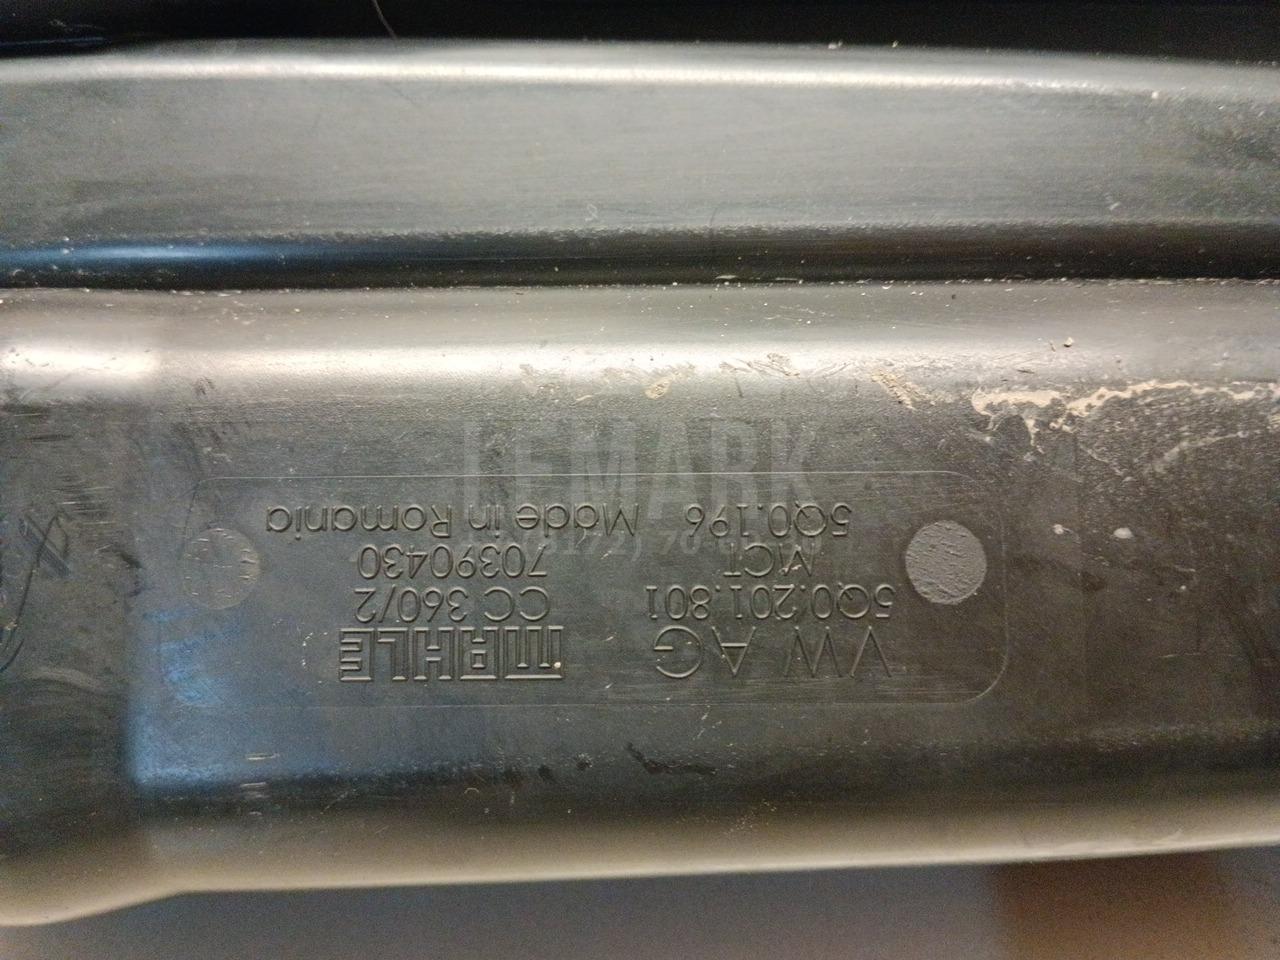 VW AG MAHLE
5Q0.201.801 CC 360/2
MCT 70390430
5Q0.196 Made in Romania
LEMARK